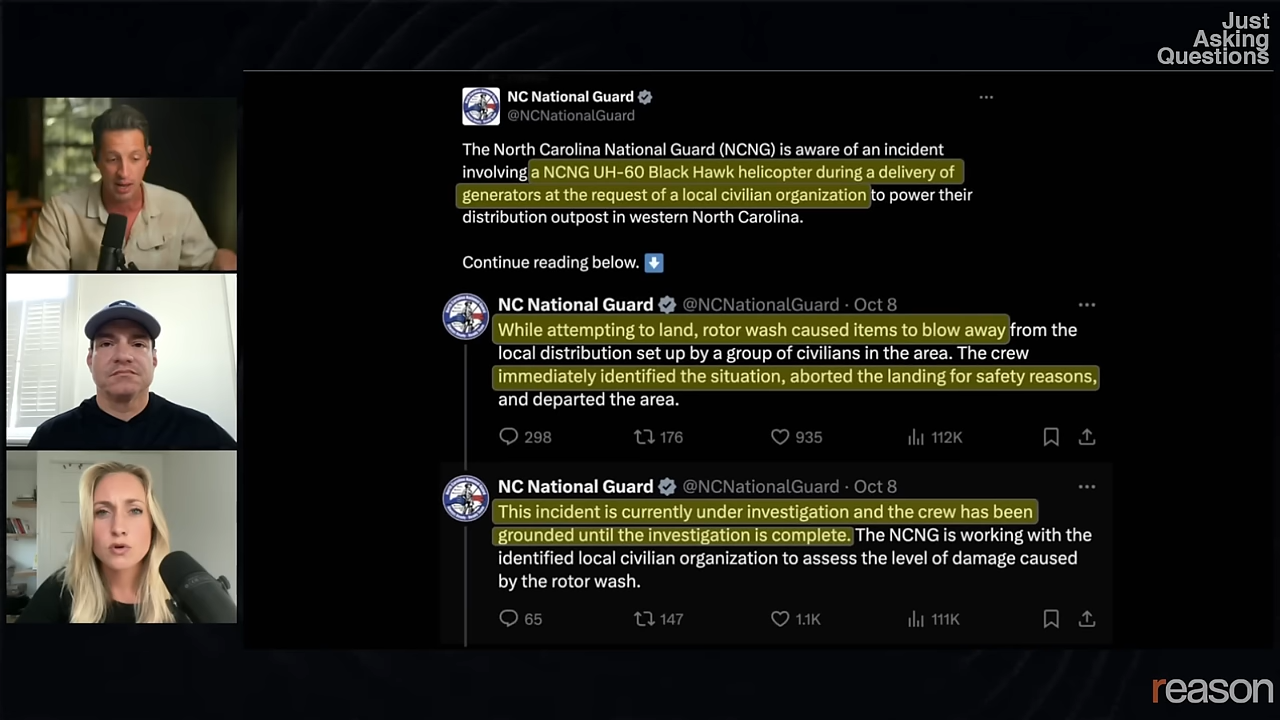 Just
Asking
Questions
NC National Guard
@NCNationalGuard
The North Carolina National Guard (NCNG) is aware of an incident
involving a NCNG UH-60 Black Hawk helicopter during a delivery of
generators at the request of a local civilian organization to power their
distribution outpost in western North Carolina.
Continue reading below.
NC National Guard @NCNationalGuard · Oct 8
While attempting to land, rotor wash caused items to blow away from the
local distribution set up by a group of civilians in the area. The crew
immediately identified the situation, aborted the landing for safety reasons,
and departed the area.
298 176 935 112K
NC National Guard @NCNationalGuard · Oct 8
This incident is currently under investigation and the crew has been
grounded until the investigation is complete. The NCNG is working with the
identified local civilian organization to assess the level of damage caused
by the rotor wash.
65 147 1.1K 111K
reason